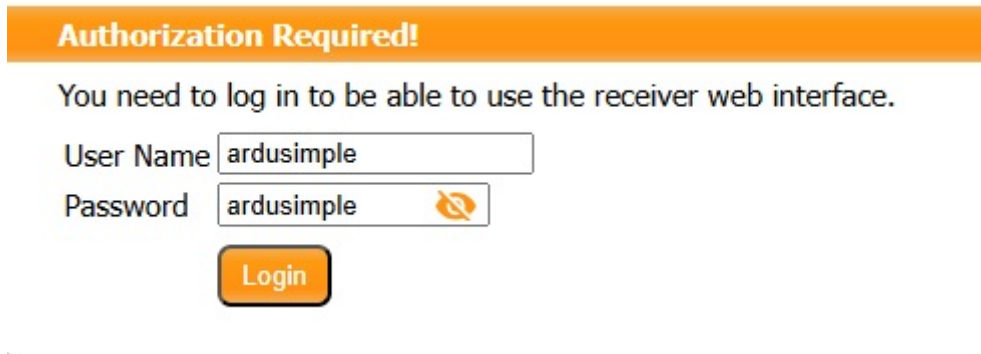 Authorization Required!
You need to log in to be able to use the receiver web interface.
User Name ardusimple
Password ardusimple
Login